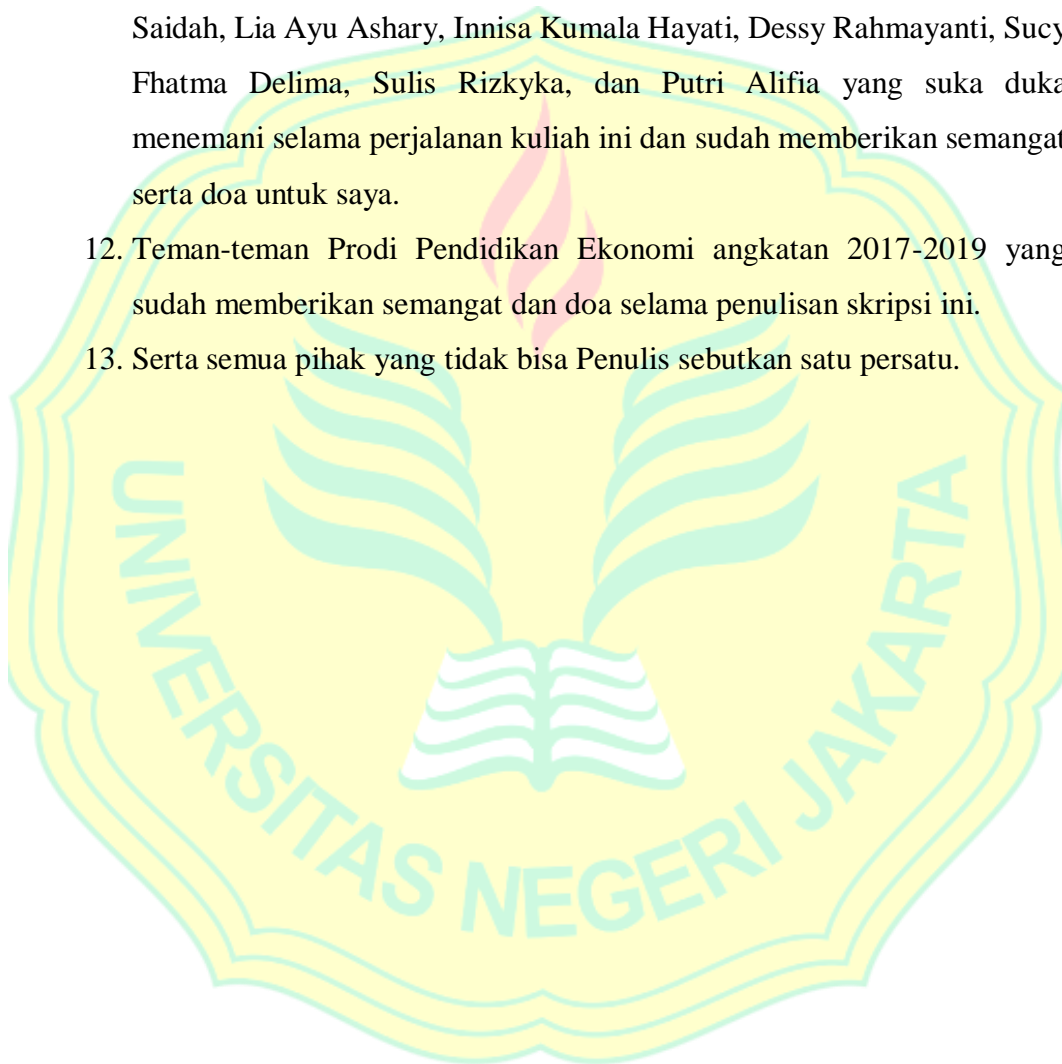 Saidah, Lia Ayu Ashary, Innisa Kumala Hayati, Dessy Rahmayanti, Sucy
Fhatma Delima, Sulis Rizkyka, dan Putri Alifia yang suka duka
menemani selama perjalanan kuliah ini dan sudah memberikan semangat
serta doa untuk saya.
12. Teman-teman Prodi Pendidikan Ekonomi angkatan 2017-2019 yang
sudah memberikan semangat dan doa selama penulisan skripsi ini.
13. Serta semua pihak yang tidak bisa Penulis sebutkan satu persatu.
UNIVERSITAS NEGERI JAKARTA